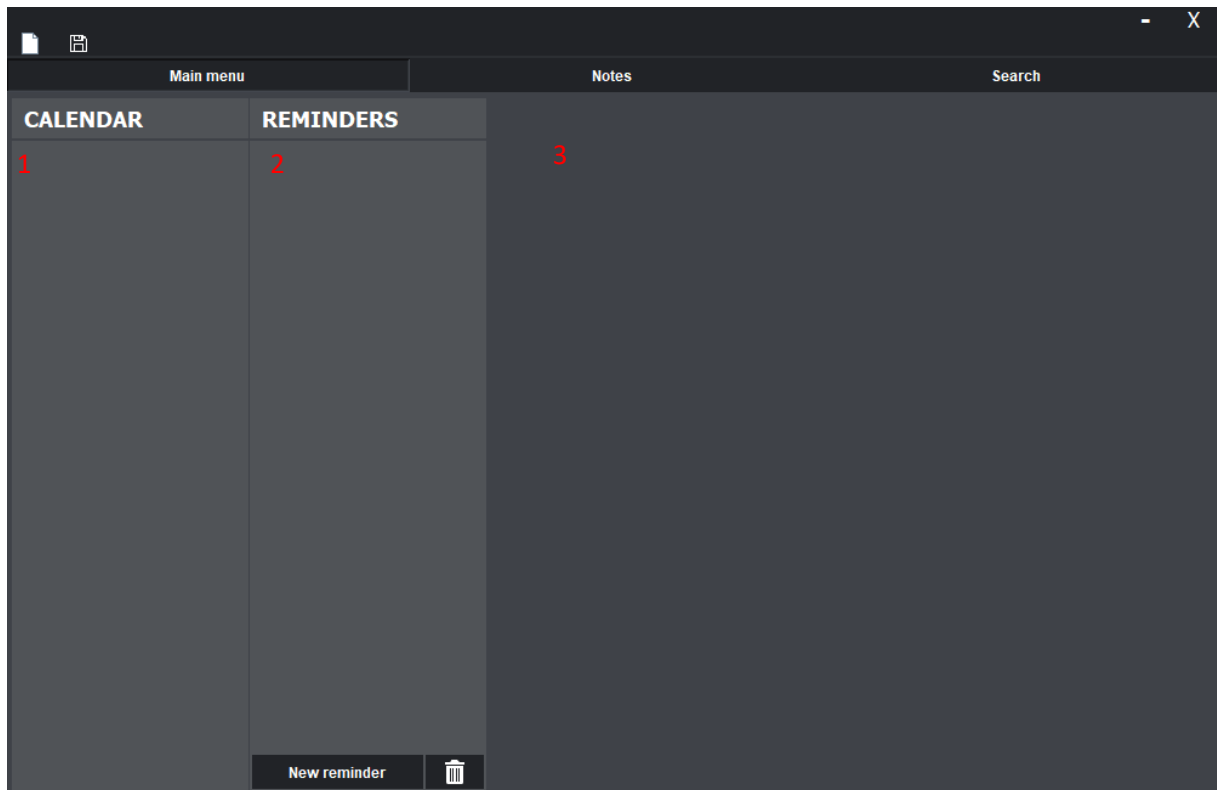 - X
Main menu Notes Search
CALENDAR REMINDERS
1 2 3
New reminder